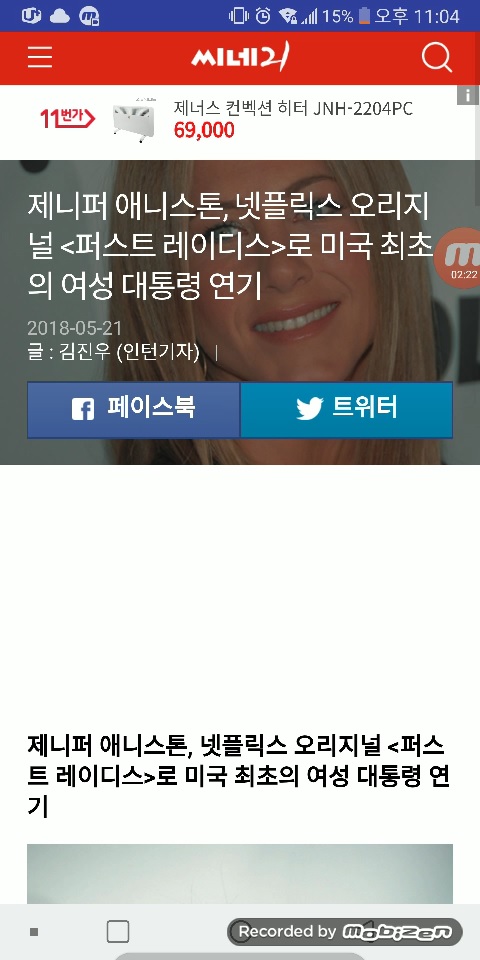 15% 오후 11:04
씨네21
11번가
제너스 컨벡션 히터 JNH-2204PC
69,000
제니퍼 애니스톤, 넷플릭스 오리지
널 <퍼스트 레이디스>로 미국 최초
의 여성 대통령 연기
02:22
2018-05-21
글 : 김진우 (인턴기자) |
페이스북 트위터
제니퍼 애니스톤, 넷플릭스 오리지널 <퍼스
트 레이디스>로 미국 최초의 여성 대통령 연
기
Recorded by Mobizen